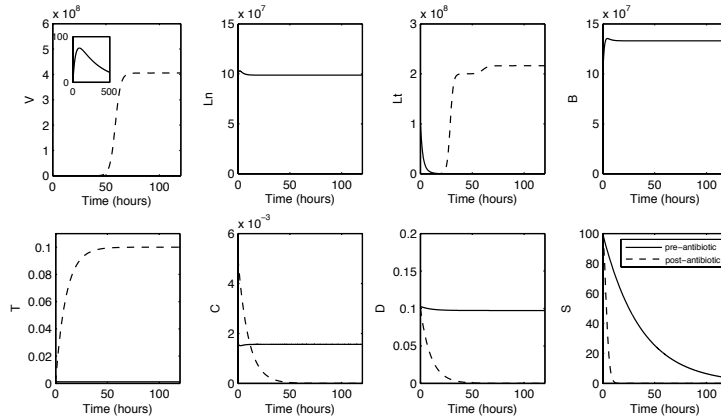 x 10^8
6
5
4
3
2
1
0
V
100
0
0
500
0
50
100
Time (hours)
x 10^7
15
10
5
0
Ln
0
50
100
Time (hours)
x 10^8
3
2
1
0
Lt
0
50
100
Time (hours)
x 10^7
15
10
5
0
B
0
50
100
Time (hours)
0.1
0.08
0.06
0.04
0.02
0
T
0
50
100
Time (hours)
x 10^-3
6
4
2
0
C
0
50
100
Time (hours)
0.2
0.15
0.1
0.05
0
D
0
50
100
Time (hours)
100
80
60
40
20
0
S
pre-antibiotic
post-antibiotic
0
50
100
Time (hours)